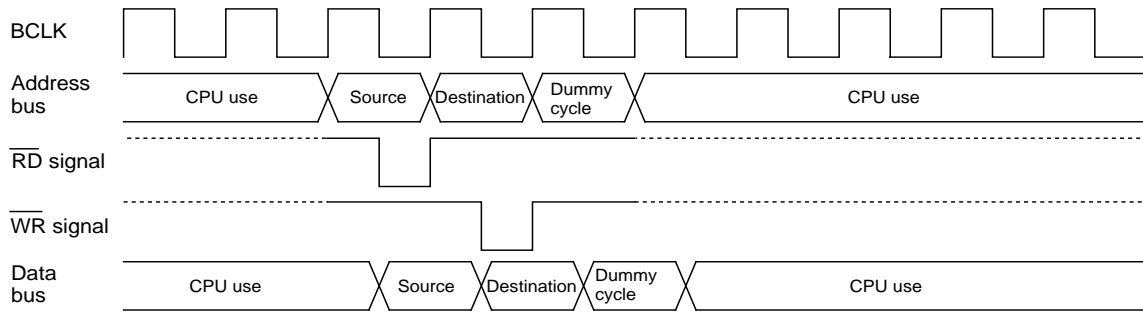 BCLK
Address
bus
CPU use
Source
Destination
Dummy
cycle
CPU use
RD signal
WR signal
Data
bus
CPU use
Source
Destination
Dummy
cycle
CPU use